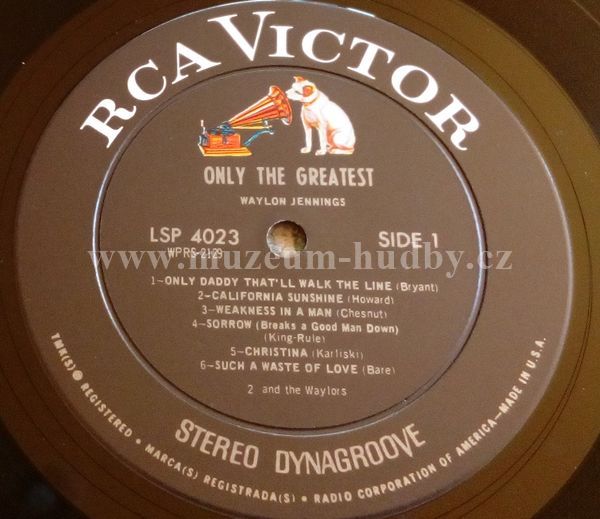 RCA VICTOR
ONLY THE GREATEST
WAYLON JENNINGS
LSP 4023 SIDE 1
WPRS-2129
www.muzeum-hudby.cz
1-ONLY DADDY THAT'LL WALK THE LINE (Bryant)
2-CALIFORNIA SUNSHINE (Howard)
3-WEAKNESS IN A MAN (Chesnut)
4-SORROW (Breaks a Good Man Down)
(King-Rule)
5-CHRISTINA (Karliski)
6-SUCH A WASTE OF LOVE (Bare)
2 and the Waylors
STEREO DYNAGROOVE
TMK(S) ® REGISTERED • MARCA(S) REGISTRADA(S) • RADIO CORPORATION OF AMERICA—MADE IN U.S.A.